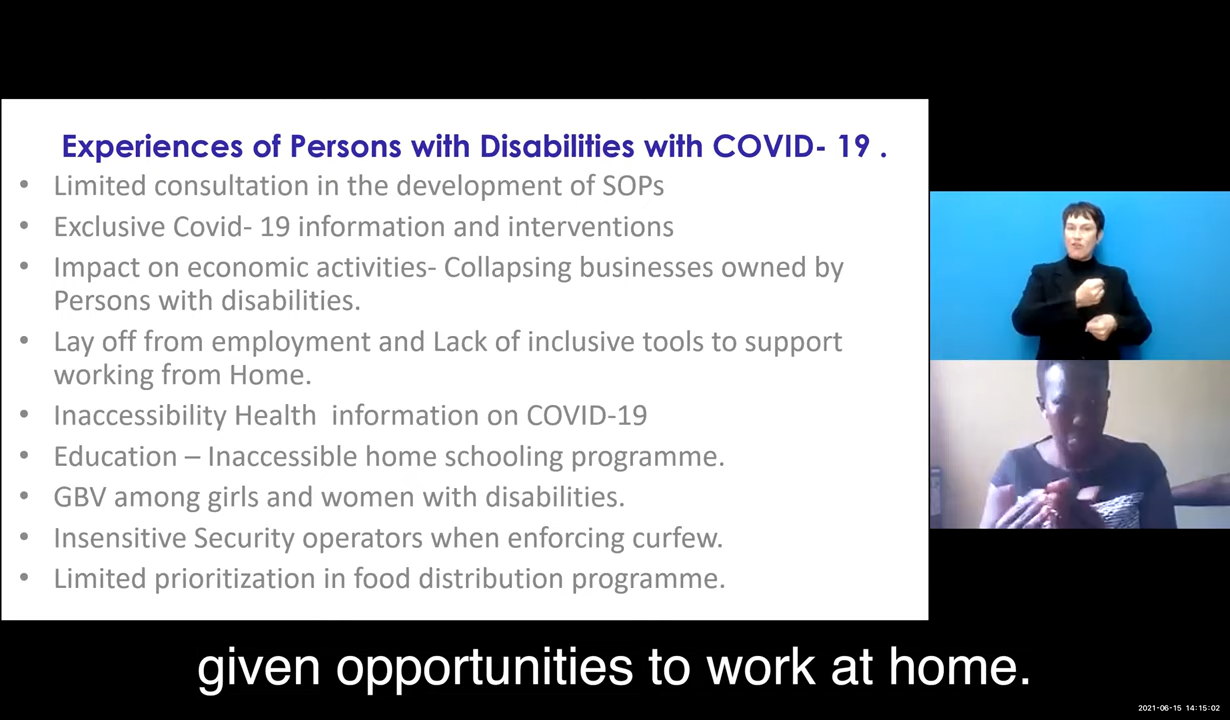 Experiences of Persons with Disabilities with COVID- 19 .
• Limited consultation in the development of SOPs
• Exclusive Covid- 19 information and interventions
• Impact on economic activities- Collapsing businesses owned by
Persons with disabilities.
• Lay off from employment and Lack of inclusive tools to support
working from Home.
• Inaccessibility Health  information on COVID-19
• Education – Inaccessible home schooling programme.
• GBV among girls and women with disabilities.
• Insensitive Security operators when enforcing curfew.
• Limited prioritization in food distribution programme.
given opportunities to work at home.
2021-06-15 14:15:02